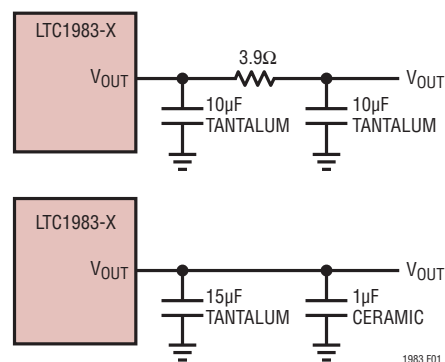 LTC1983-X
3.9Ω
VOUT
VOUT
10µF
TANTALUM
10µF
TANTALUM
LTC1983-X
VOUT
VOUT
15µF
TANTALUM
1µF
CERAMIC
1983 F01